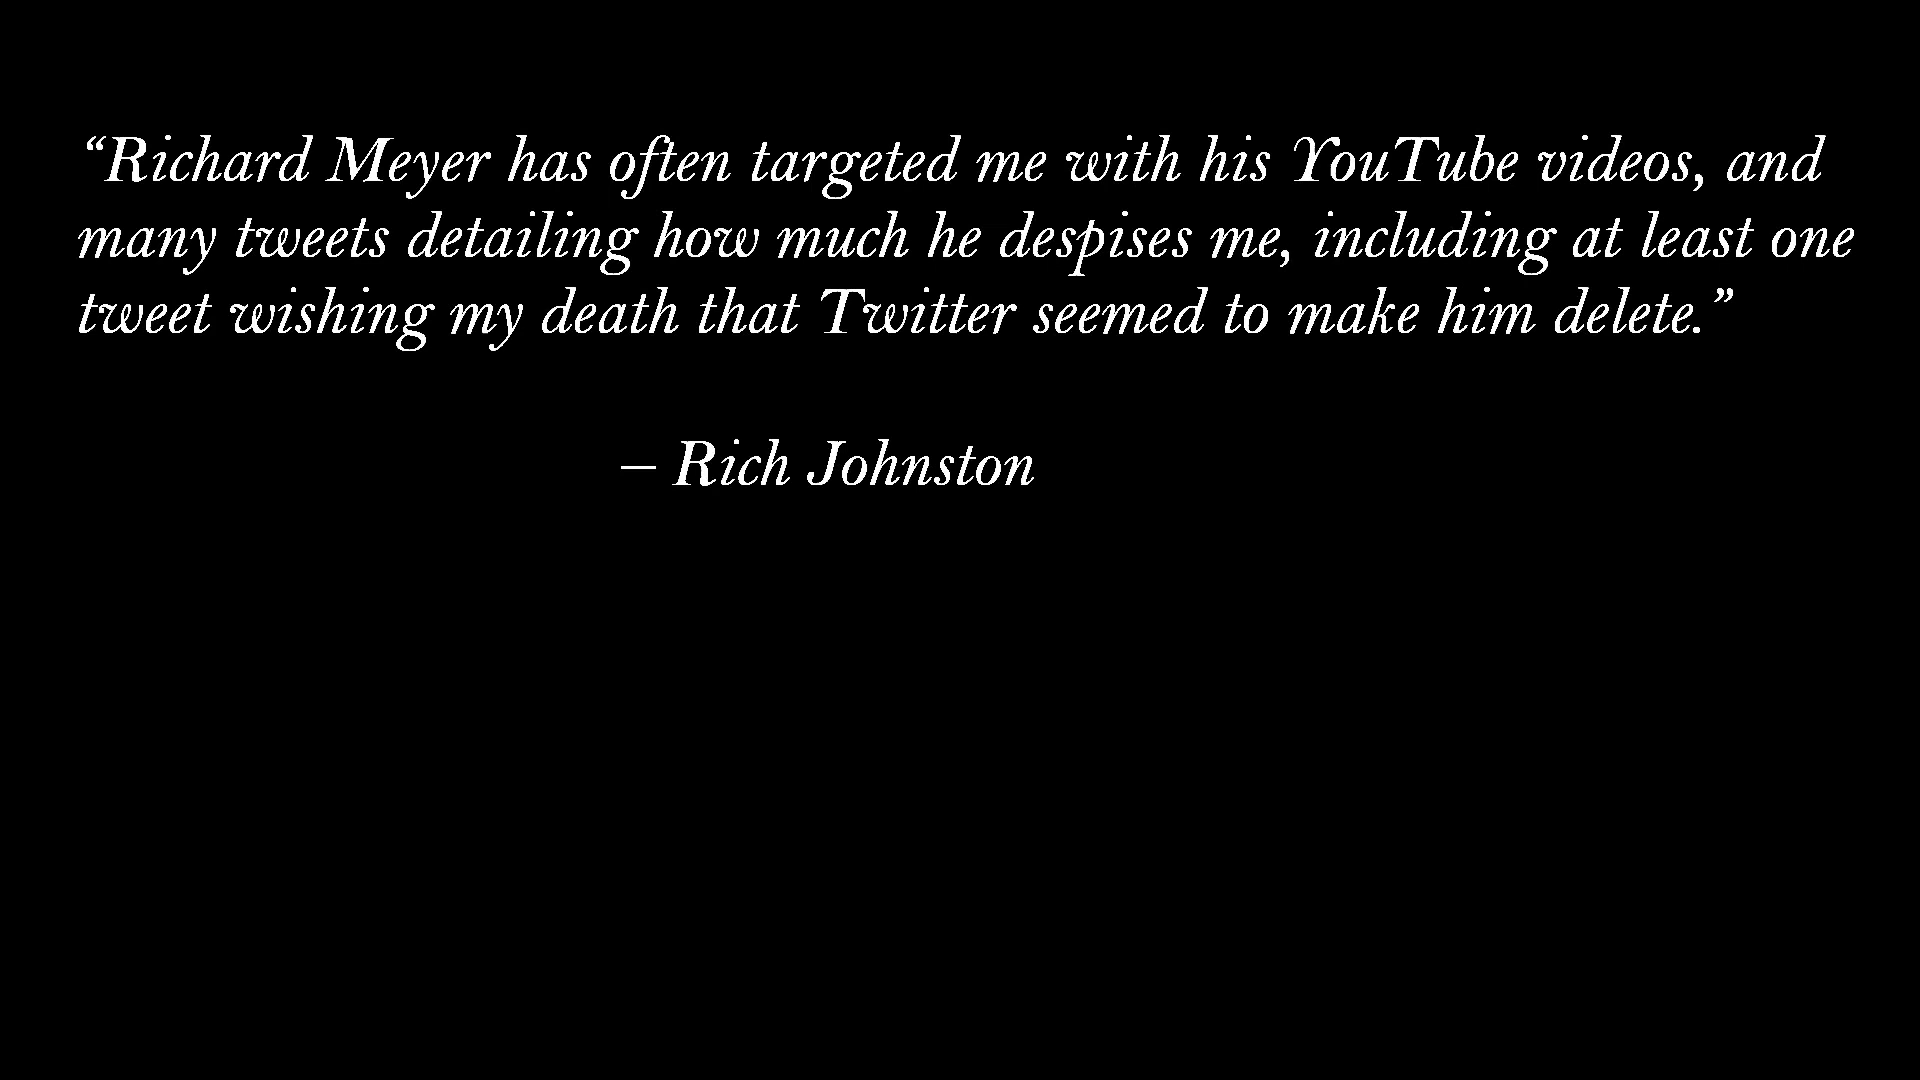 “Richard Meyer has often targeted me with his YouTube videos, and
many tweets detailing how much he despises me, including at least one
tweet wishing my death that Twitter seemed to make him delete.”
– Rich Johnston